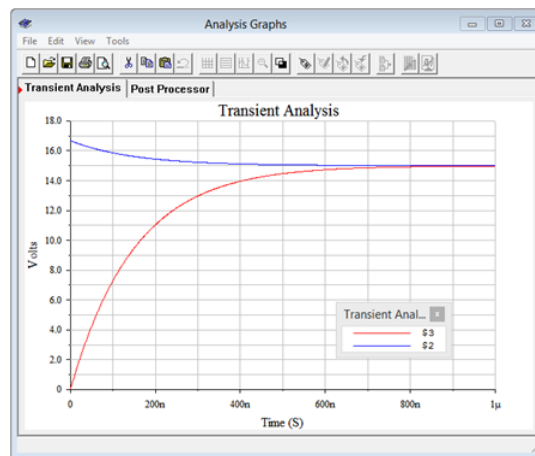 Analysis Graphs
File Edit View Tools
Transient Analysis Post Processor
Transient Analysis
18.0
16.0
14.0
12.0
10.0
8.0
6.0
4.0
2.0
0
Volts
0 200n 400n 600n 800n 1μ
Time (S)
Transient Anal... x
$3
$2